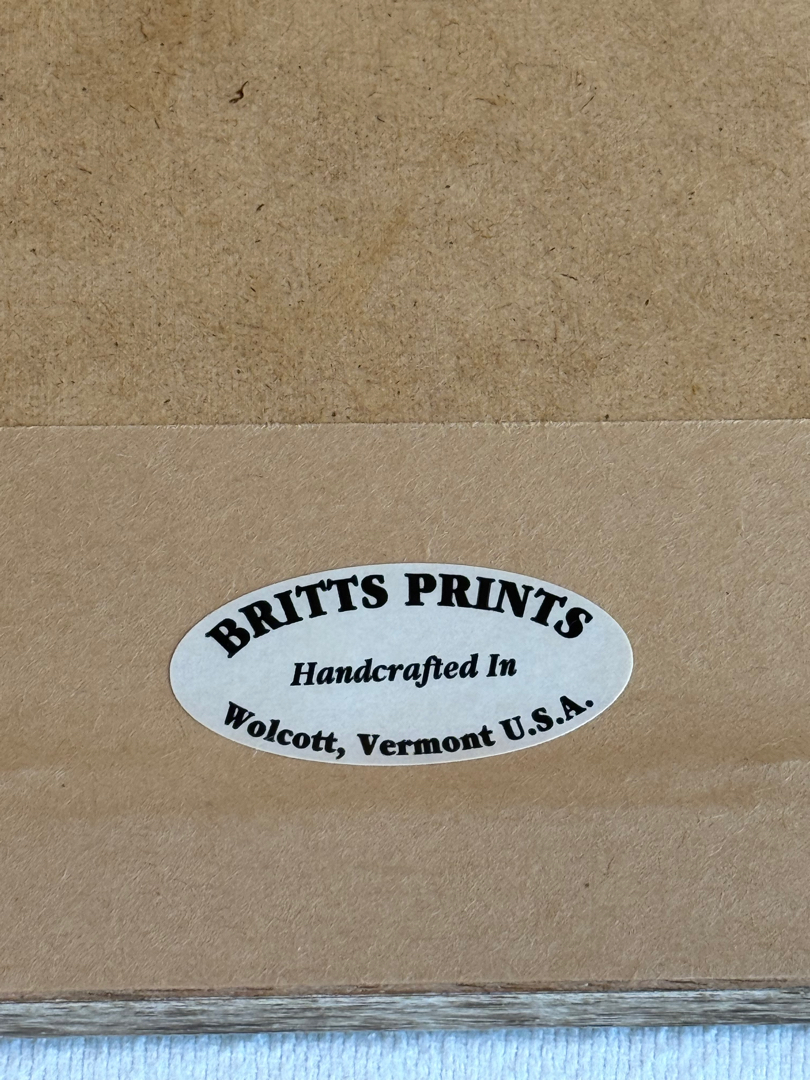 BRITTS PRINTS
Handcrafted In
Wolcott, Vermont U.S.A.